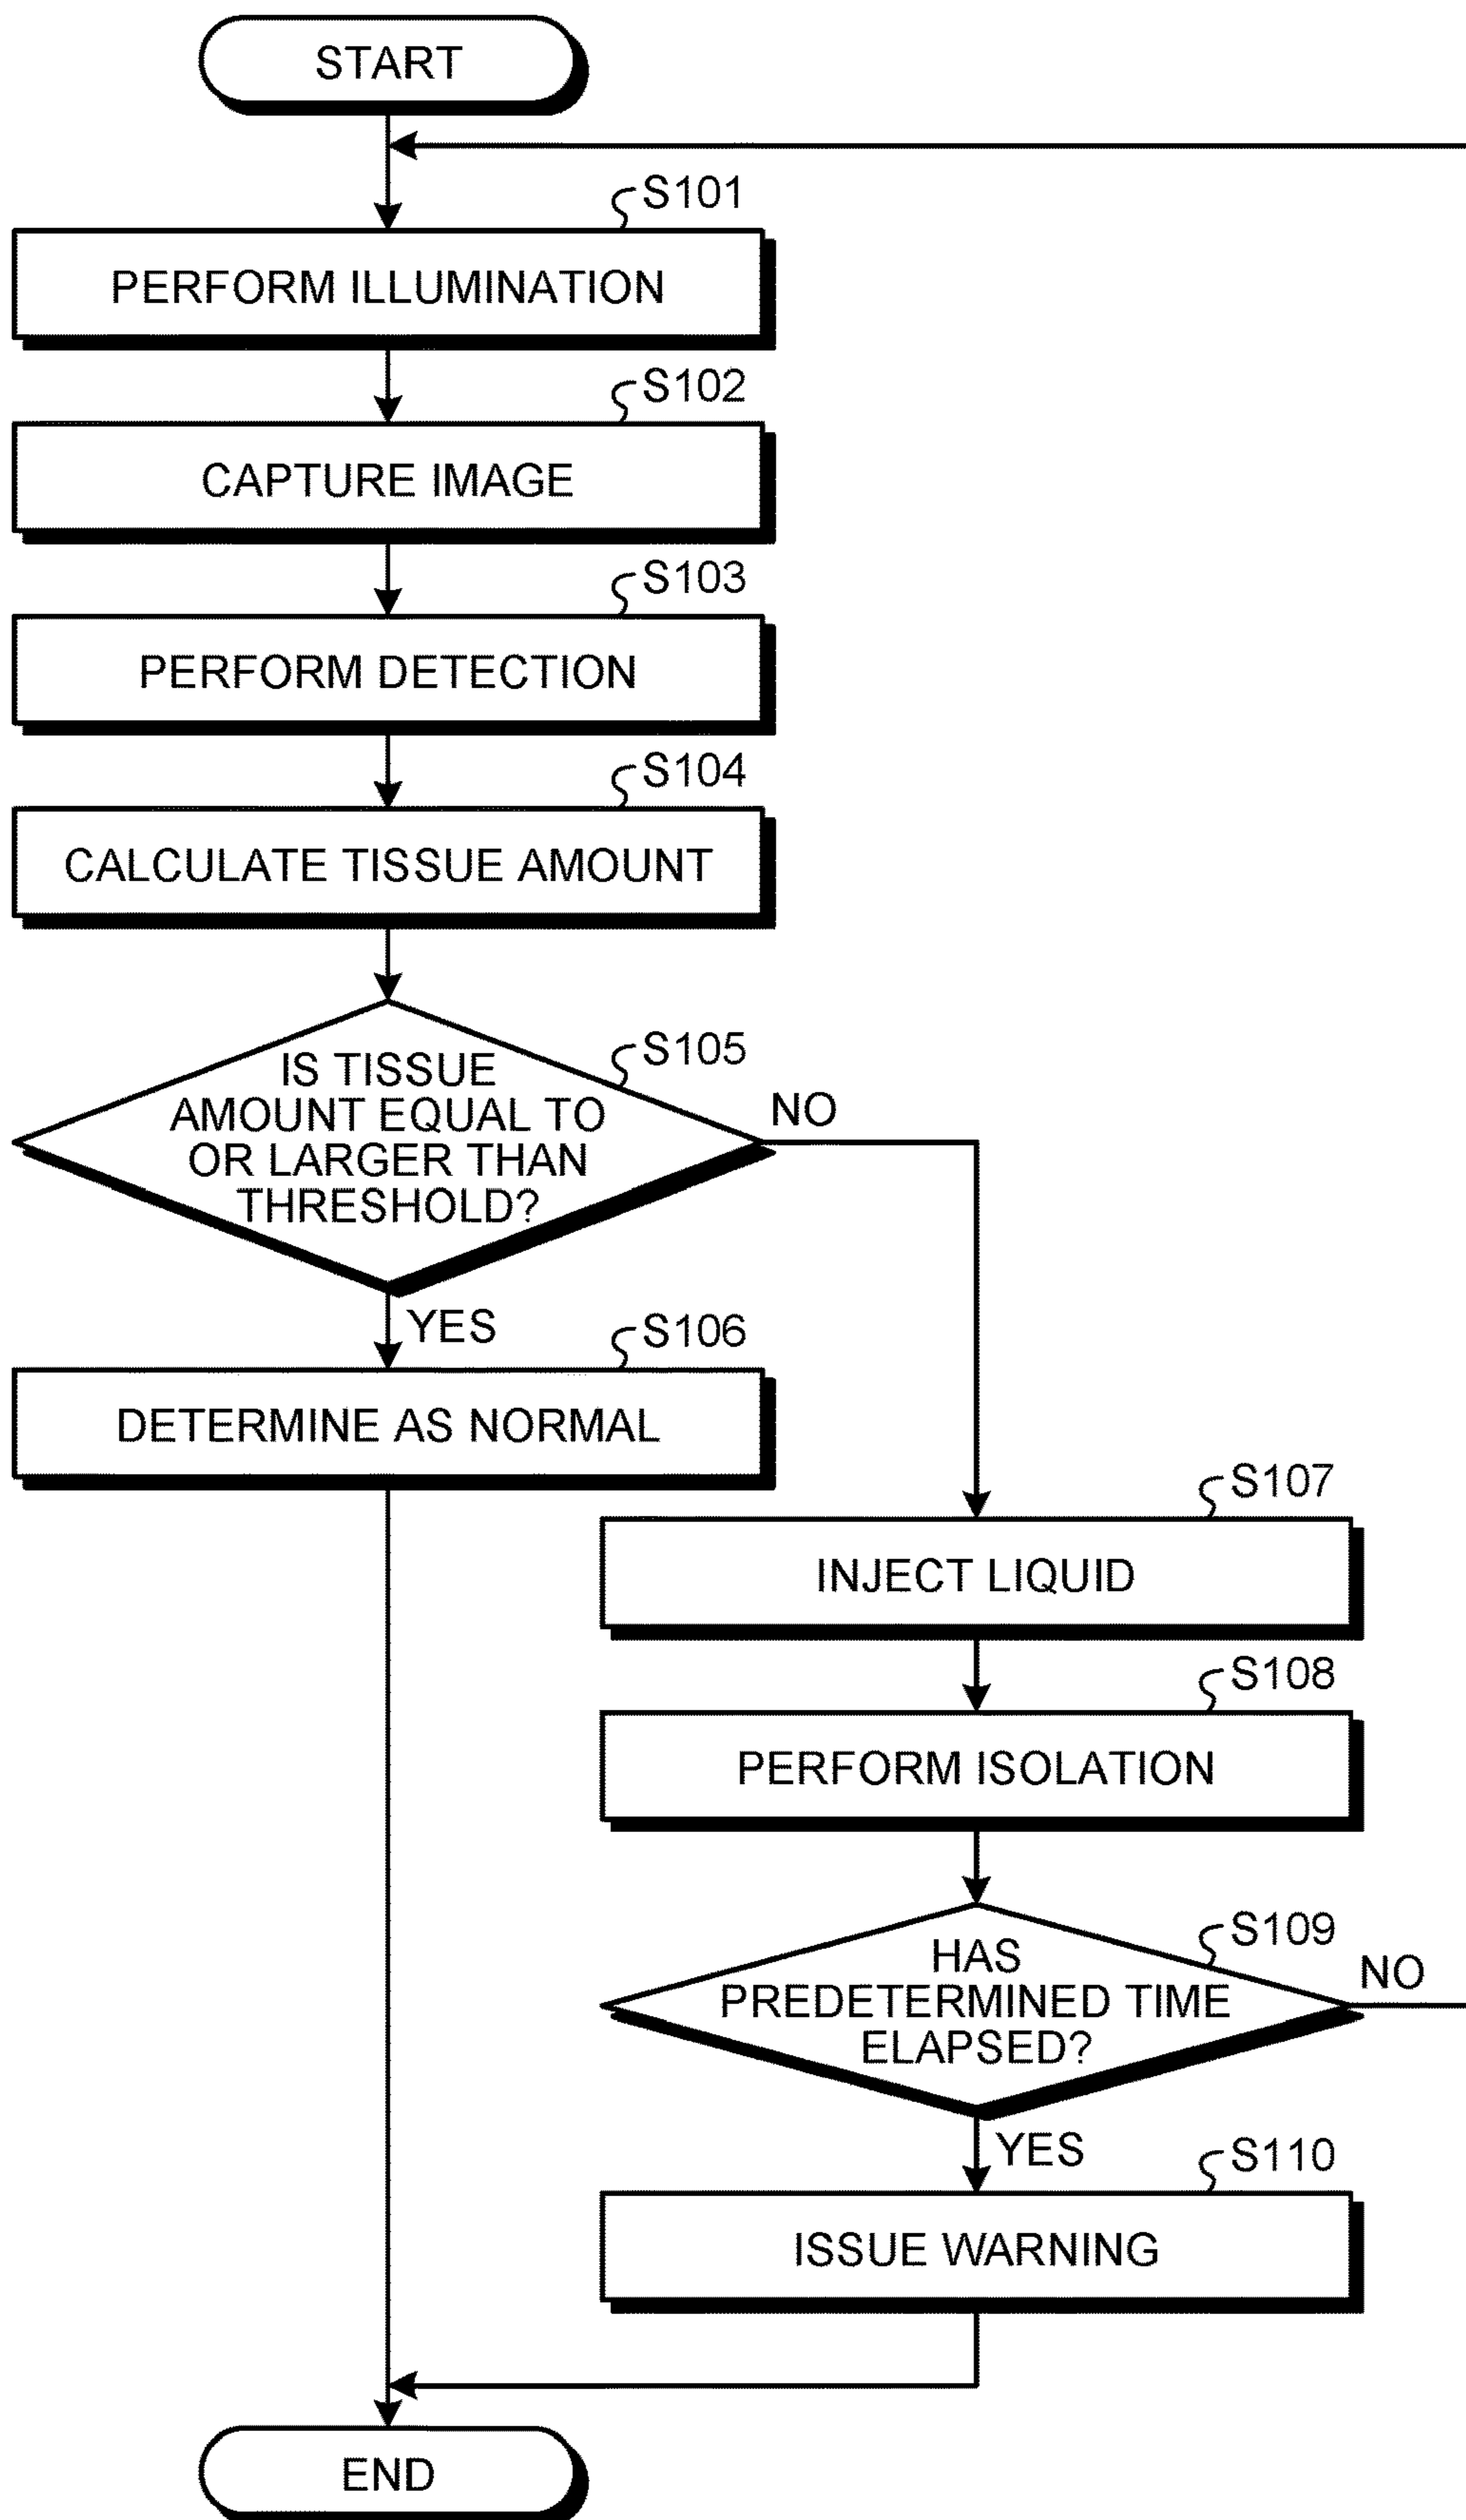 START
S101
PERFORM ILLUMINATION
S102
CAPTURE IMAGE
S103
PERFORM DETECTION
S104
CALCULATE TISSUE AMOUNT
S105
IS TISSUE
AMOUNT EQUAL TO
OR LARGER THAN
THRESHOLD?
NO
YES
S106
DETERMINE AS NORMAL
S107
INJECT LIQUID
S108
PERFORM ISOLATION
S109
HAS
PREDETERMINED TIME
ELAPSED?
NO
YES
S110
ISSUE WARNING
END